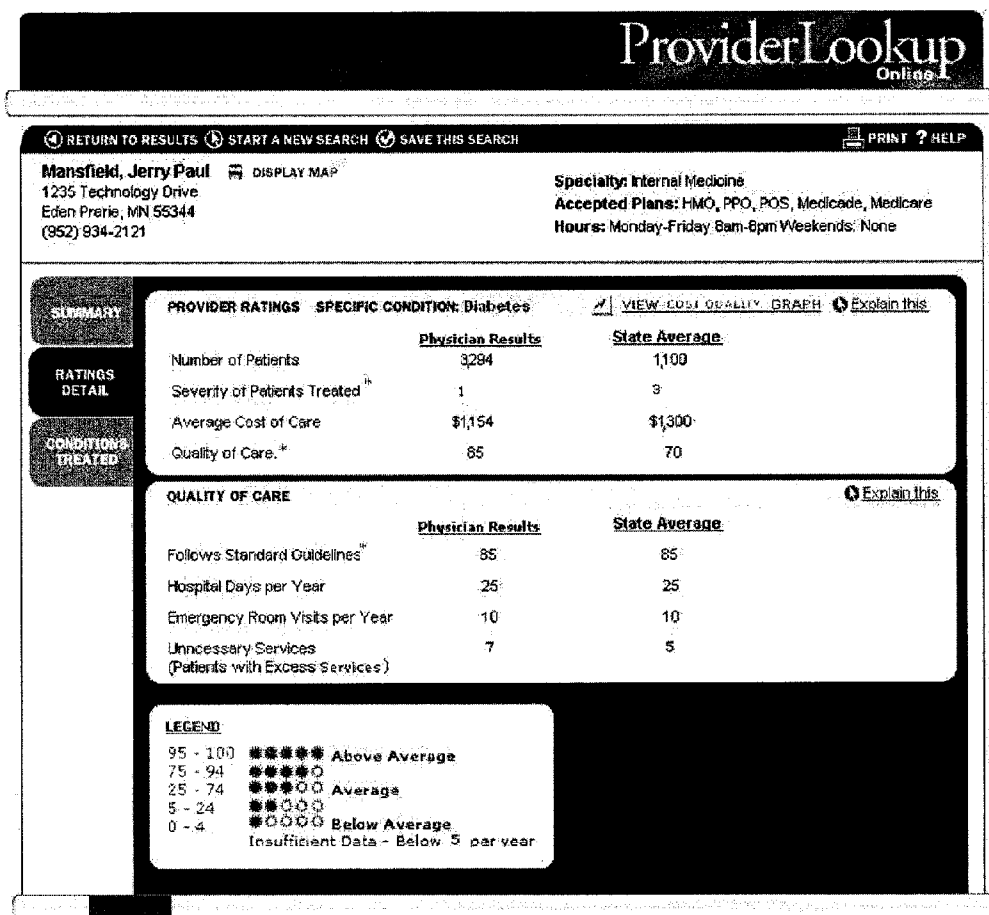 ProviderLookup
Online
RETURN TO RESULTS START A NEW SEARCH SAVE THIS SEARCH PRINT ? HELP
Mansfield, Jerry Paul DISPLAY MAP
1235 Technology Drive
Eden Prarie, MN 55344
(952) 934-2121
Specialty: Internal Medicine
Accepted Plans: HMO, PPO, POS, Medicade, Medicare
Hours: Monday-Friday 8am-6pm Weekends: None
SUMMARY
RATINGS
DETAIL
CONDITIONS
TREATED
PROVIDER RATINGS SPECIFIC CONDITION: Diabetes VIEW COST QUALITY GRAPH Explain this
Physician Results State Average
Number of Patients 3,294 1,100
Severity of Patients Treated* 1 3
Average Cost of Care $1,154 $1,300
Quality of Care.* 85 70
QUALITY OF CARE Explain this
Physician Results State Average
Follows Standard Guidelines* 85 85
Hospital Days per Year 25 25
Emergency Room Visits per Year 10 10
Unncessary Services 7 5
(Patients with Excess Services)
LEGEND
95 - 100 Above Average
75 - 94
25 - 74 Average
5 - 24
0 - 4 Below Average
Insufficient Data - Below 5 per year